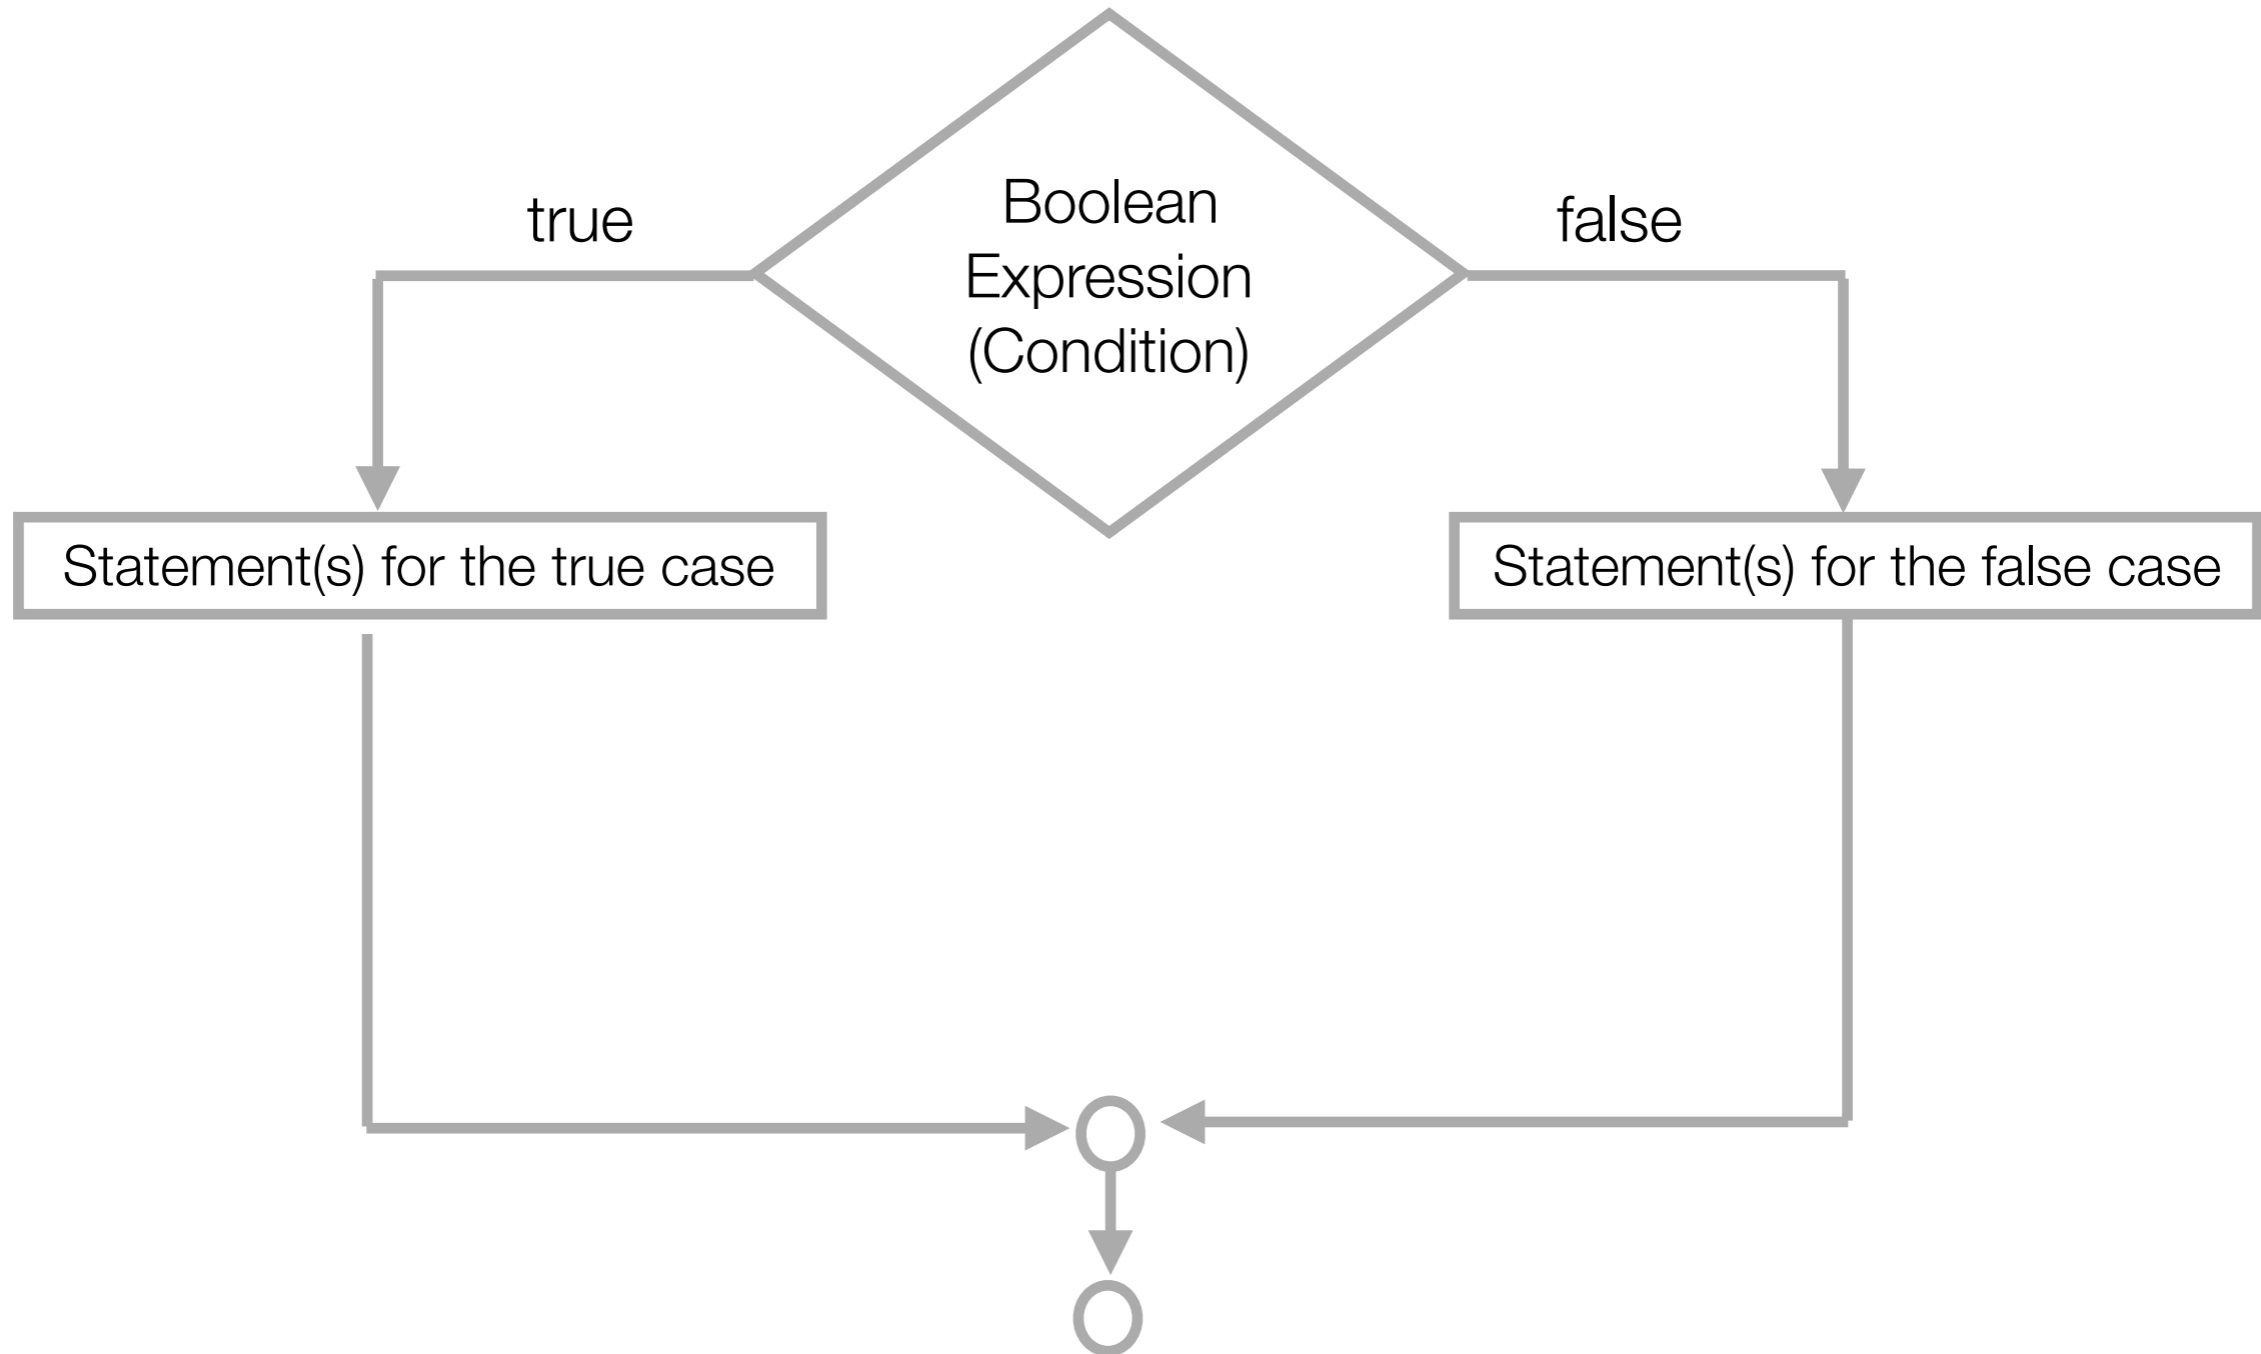 true
Boolean
Expression
(Condition)
false
Statement(s) for the true case
Statement(s) for the false case